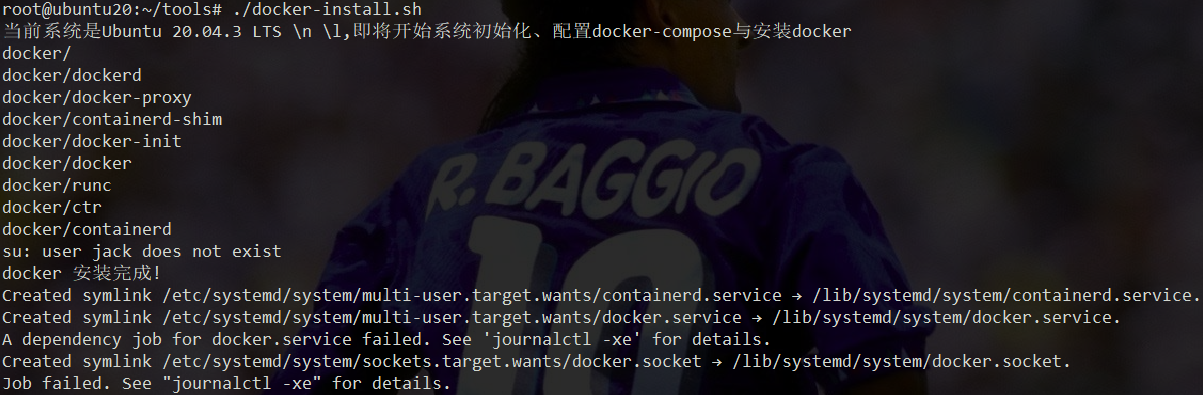 root@ubuntu20:~/tools# ./docker-install.sh
当前系统是Ubuntu 20.04.3 LTS \n \l,即将开始系统初始化、配置docker-compose与安装docker
docker/
docker/dockerd
docker/docker-proxy
docker/containerd-shim
docker/docker-init
docker/docker
docker/runc
docker/ctr
docker/containerd
su: user jack does not exist
docker 安装完成!
Created symlink /etc/systemd/system/multi-user.target.wants/containerd.service → /lib/systemd/system/containerd.service.
Created symlink /etc/systemd/system/multi-user.target.wants/docker.service → /lib/systemd/system/docker.service.
A dependency job for docker.service failed. See 'journalctl -xe' for details.
Created symlink /etc/systemd/system/sockets.target.wants/docker.socket → /lib/systemd/system/docker.socket.
Job failed. See "journalctl -xe" for details.
R. BAGGIO
10